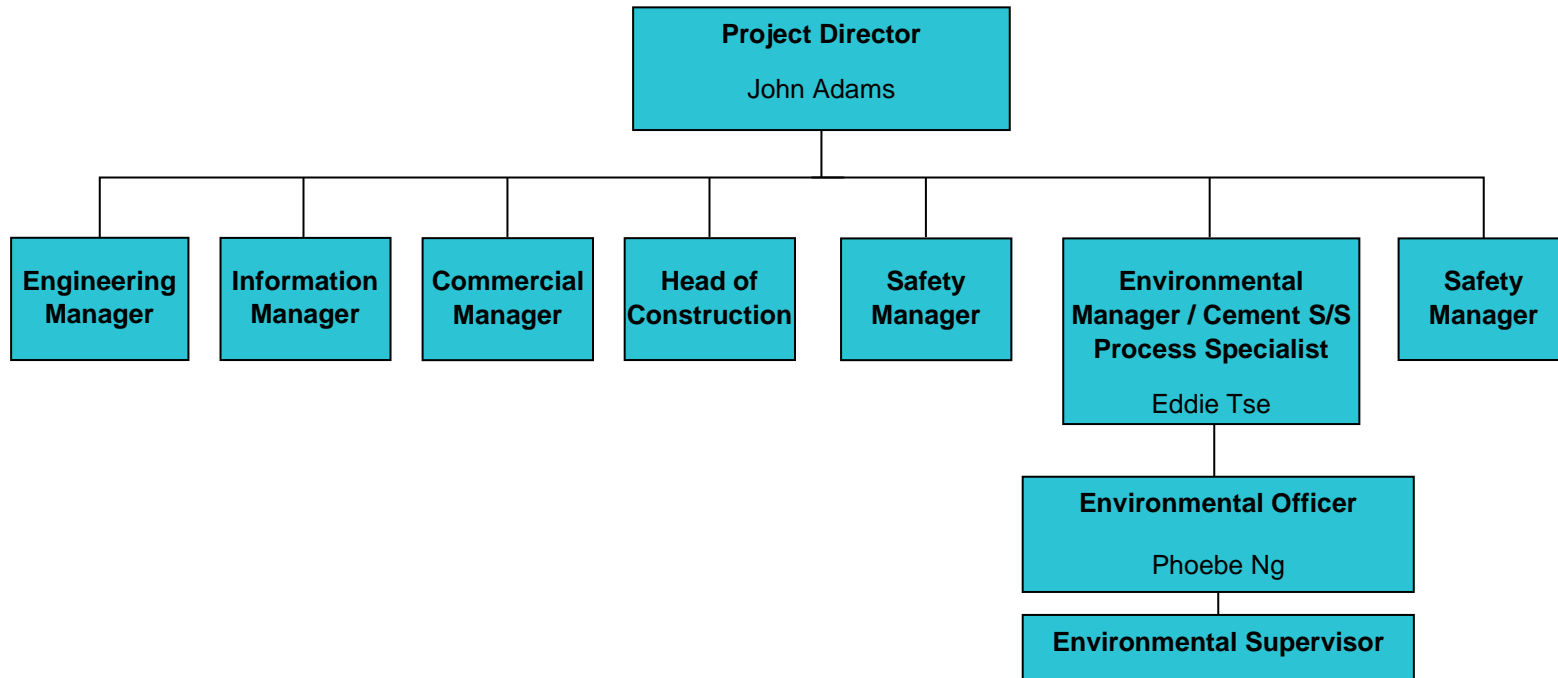 Project Director
John Adams
Engineering
Manager
Information
Manager
Commercial
Manager
Head of
Construction
Safety
Manager
Environmental
Manager / Cement S/S
Process Specialist
Eddie Tse
Safety
Manager
Environmental Officer
Phoebe Ng
Environmental Supervisor